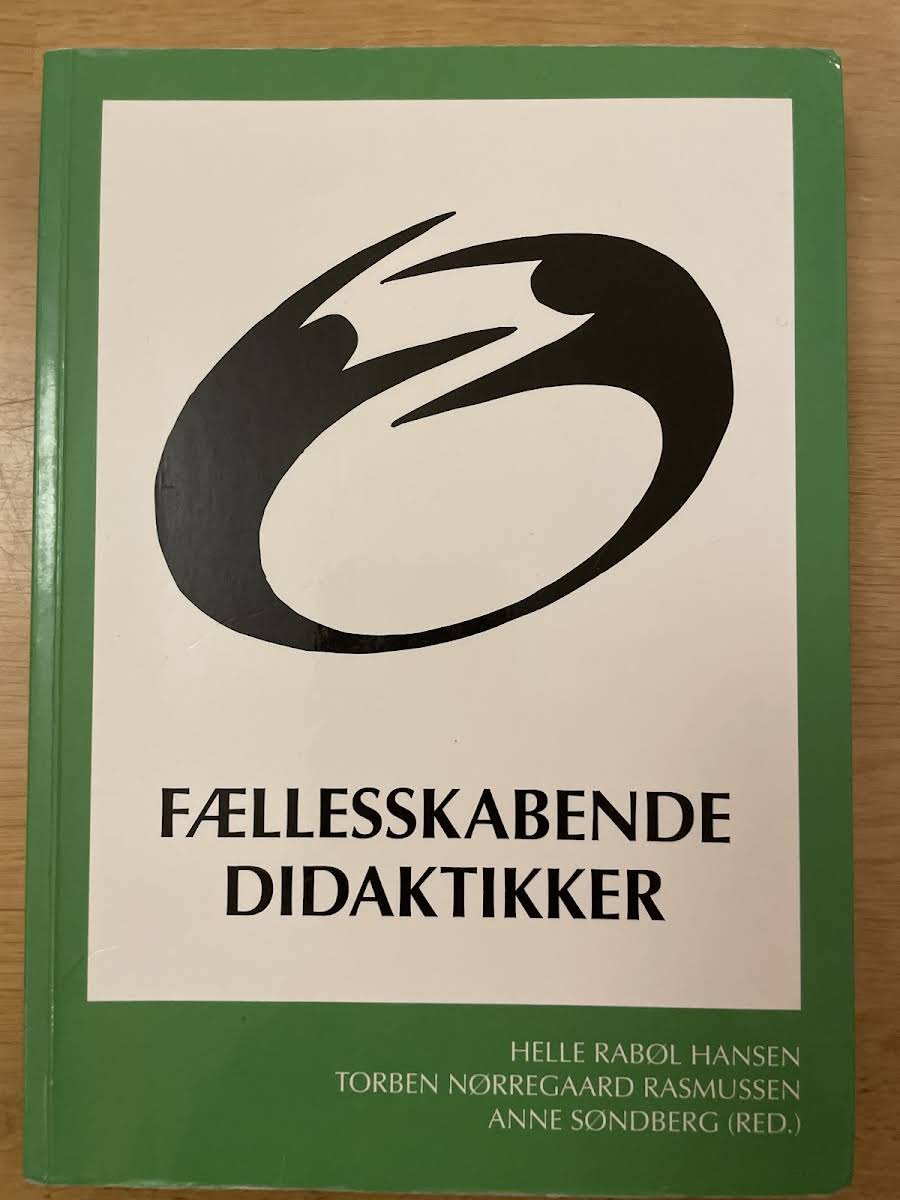 FÆLLESSKABENDE
DIDAKTIKKER
HELLE RABØL HANSEN
TORBEN NØRREGAARD RASMUSSEN
ANNE SØNDBERG (RED.)